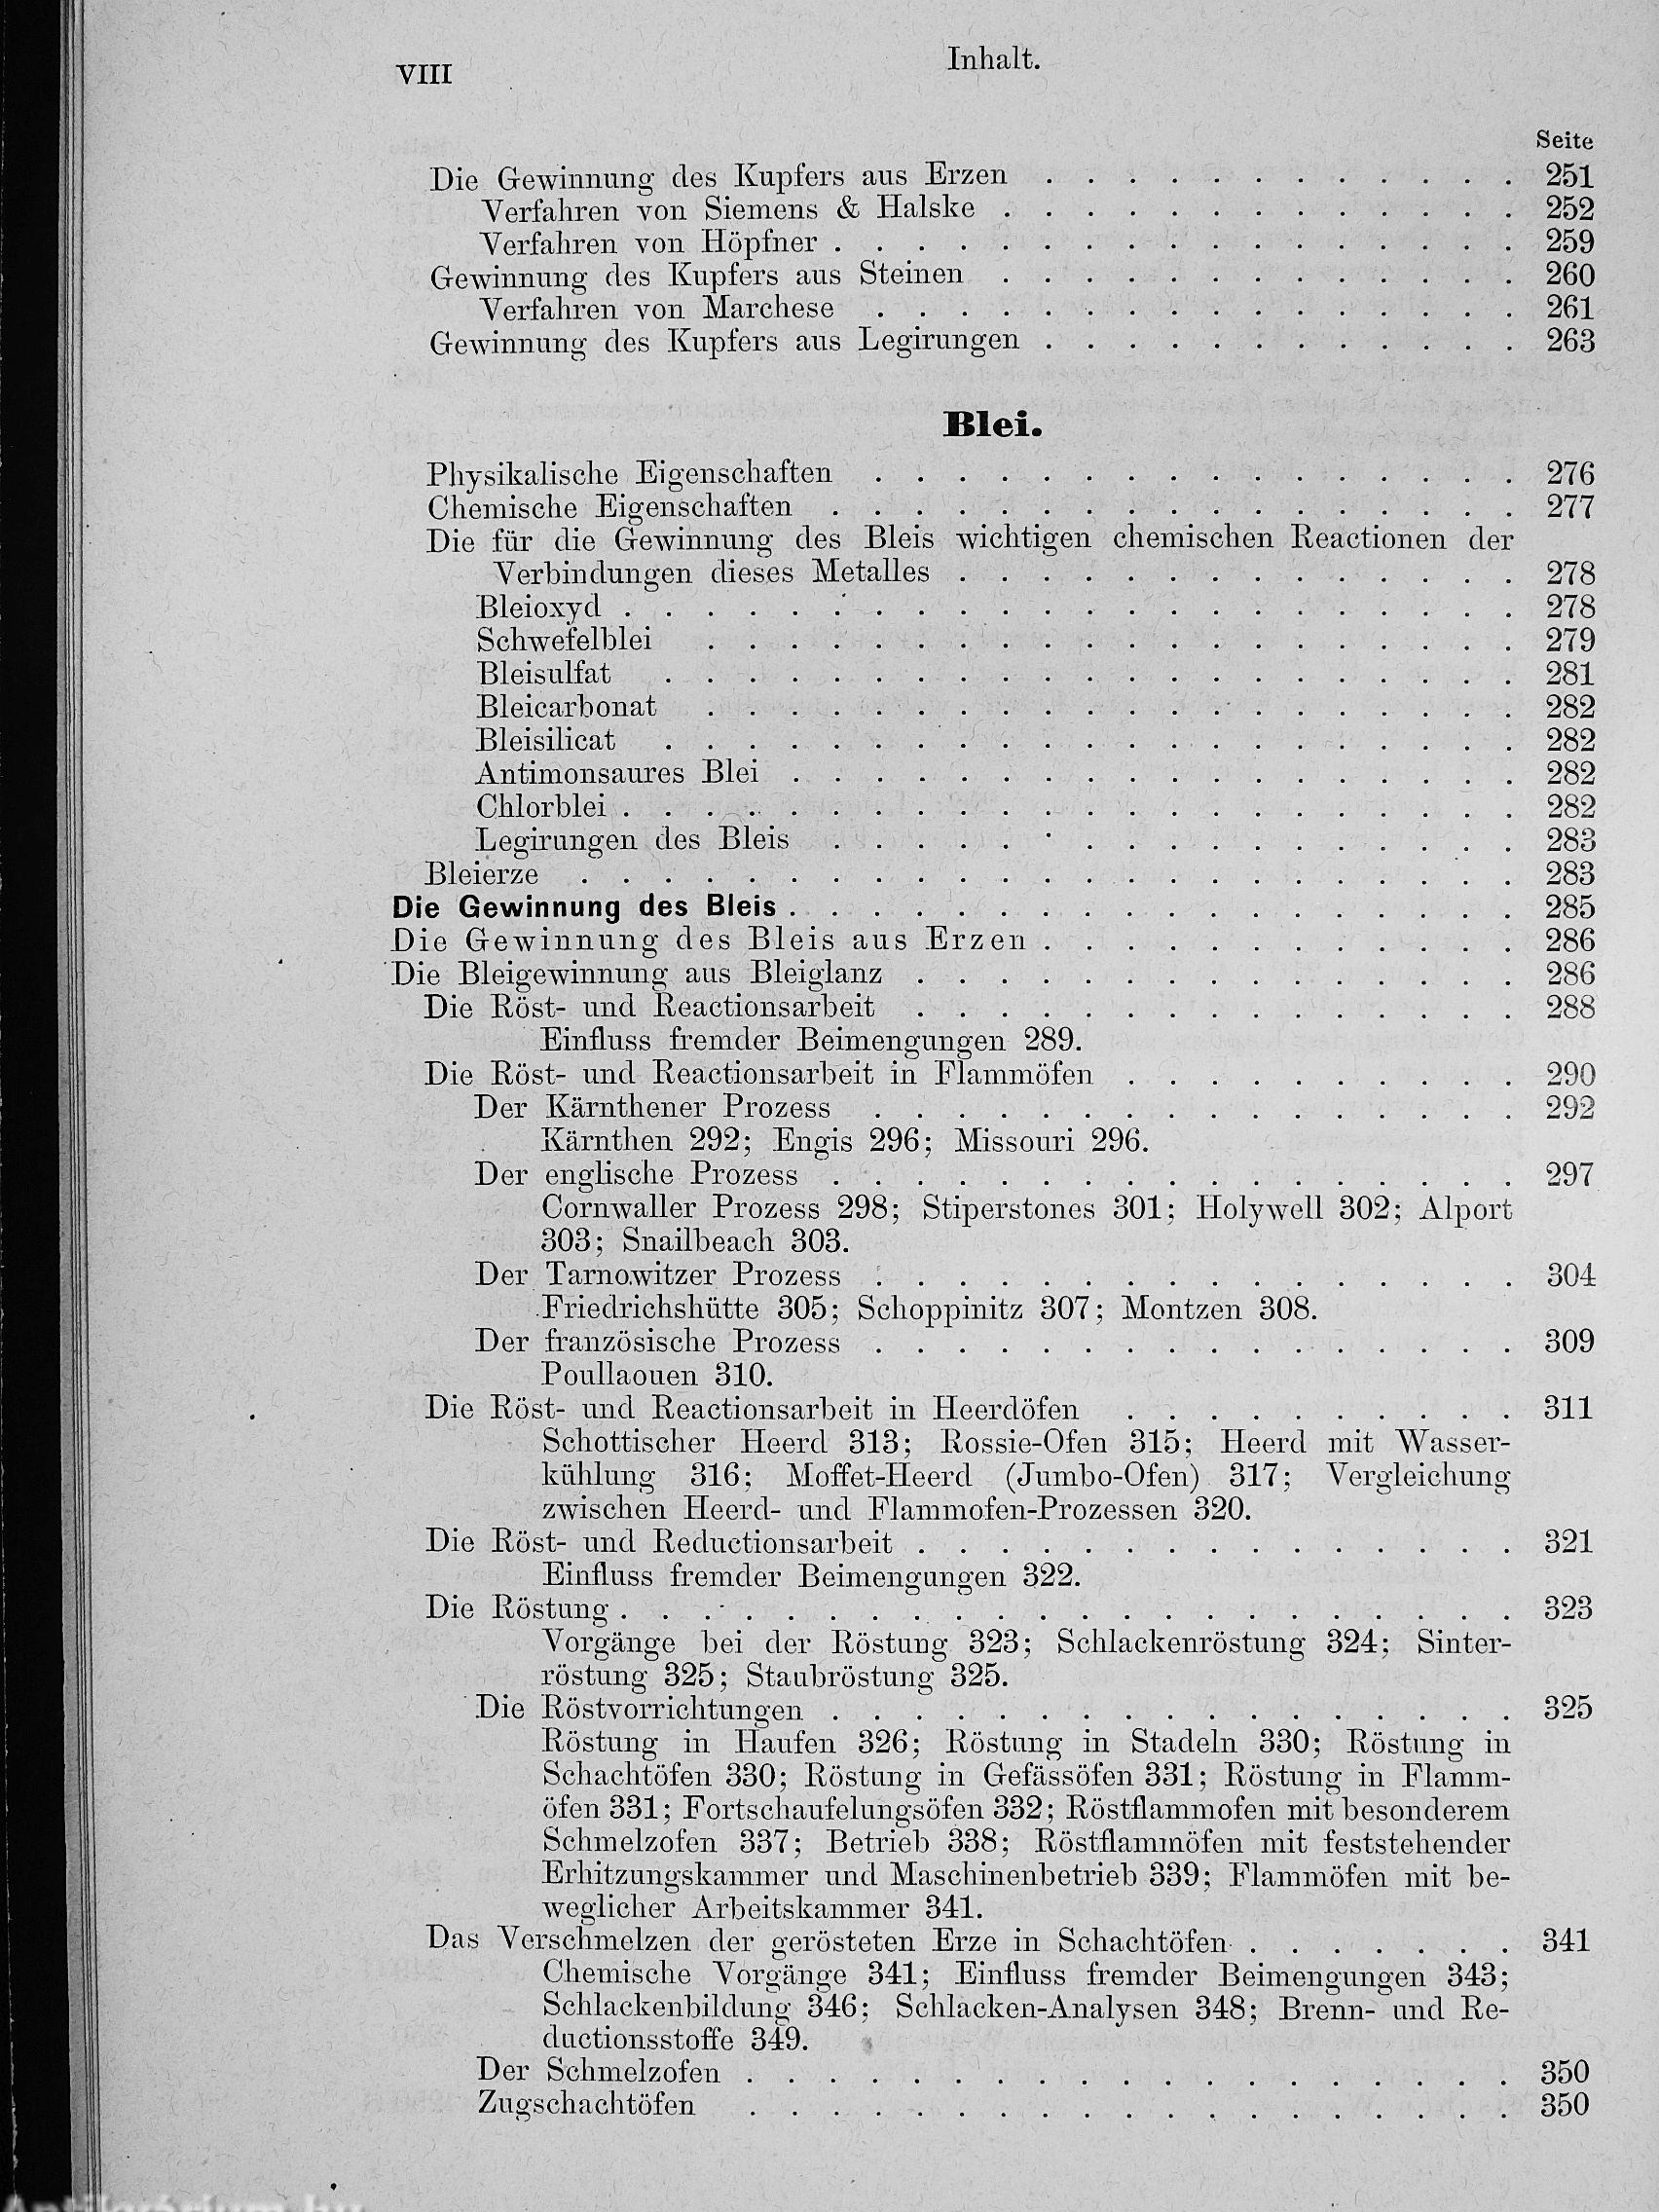 VIII
Inhalt.
Seite
Die Gewinnung des Kupfers aus Erzen . . . . . . . . . . . . 251
Verfahren von Siemens & Halske . . . . . . . . . . . . . 252
Verfahren von Höpfner . . . . . . . . . . . . . . . . . 259
Gewinnung des Kupfers aus Steinen . . . . . . . . . . . . . 260
Verfahren von Marchese . . . . . . . . . . . . . . . . 261
Gewinnung des Kupfers aus Legirungen . . . . . . . . . . . . 263
Blei.
Physikalische Eigenschaften . . . . . . . . . . . . . . . . 276
Chemische Eigenschaften . . . . . . . . . . . . . . . . . 277
Die für die Gewinnung des Bleis wichtigen chemischen Reactionen der
Verbindungen dieses Metalles . . . . . . . . . . . . . . 278
Bleioxyd . . . . . . . . . . . . . . . . . . . . . . 278
Schwefelblei . . . . . . . . . . . . . . . . . . . . 279
Bleisulfat . . . . . . . . . . . . . . . . . . . . . 281
Bleicarbonat . . . . . . . . . . . . . . . . . . . . 282
Bleisilicat . . . . . . . . . . . . . . . . . . . . . 282
Antimonsaures Blei . . . . . . . . . . . . . . . . . . 282
Chlorblei . . . . . . . . . . . . . . . . . . . . . . 282
Legirungen des Bleis . . . . . . . . . . . . . . . . . 283
Bleierze . . . . . . . . . . . . . . . . . . . . . . . 283
Die Gewinnung des Bleis . . . . . . . . . . . . . . . . . . 285
Die Gewinnung des Bleis aus Erzen . . . . . . . . . . . . 286
Die Bleigewinnung aus Bleiglanz . . . . . . . . . . . . . . . 286
Die Röst- und Reactionsarbeit . . . . . . . . . . . . . . . 288
Einfluss fremder Beimengungen 289.
Die Röst- und Reactionsarbeit in Flammöfen . . . . . . . . . . 290
Der Kärnthener Prozess . . . . . . . . . . . . . . . . 292
Kärnthen 292; Engis 296; Missouri 296.
Der englische Prozess . . . . . . . . . . . . . . . . . 297
Cornwaller Prozess 298; Stiperstones 301; Holywell 302; Alport
303; Snailbeach 303.
Der Tarnowitzer Prozess . . . . . . . . . . . . . . . . 304
Friedrichshütte 305; Schoppinitz 307; Montzen 308.
Der französische Prozess . . . . . . . . . . . . . . . . 309
Poullaouen 310.
Die Röst- und Reactionsarbeit in Heerdöfen . . . . . . . . . . 311
Schottischer Heerd 313; Rossie-Ofen 315; Heerd mit Wasser-
kühlung 316; Moffet-Heerd (Jumbo-Ofen) 317; Vergleichung
zwischen Heerd- und Flammofen-Prozessen 320.
Die Röst- und Reductionsarbeit . . . . . . . . . . . . . . . 321
Einfluss fremder Beimengungen 322.
Die Röstung . . . . . . . . . . . . . . . . . . . . . . 323
Vorgänge bei der Röstung 323; Schlackenröstung 324; Sinter-
röstung 325; Staubröstung 325.
Die Röstvorrichtungen . . . . . . . . . . . . . . . . . 325
Röstung in Haufen 326; Röstung in Stadeln 330; Röstung in
Schachtöfen 330; Röstung in Gefässöfen 331; Röstung in Flamm-
öfen 331; Fortschaufelungsöfen 332; Röstflammofen mit besonderem
Schmelzofen 337; Betrieb 338; Röstflammöfen mit feststehender
Erhitzungskammer und Maschinenbetrieb 339; Flammöfen mit be-
weglicher Arbeitskammer 341.
Das Verschmelzen der gerösteten Erze in Schachtöfen . . . . . . . 341
Chemische Vorgänge 341; Einfluss fremder Beimengungen 343;
Schlackenbildung 346; Schlacken-Analysen 348; Brenn- und Re-
ductionsstoffe 349.
Der Schmelzofen . . . . . . . . . . . . . . . . . . . 350
Zugschachtöfen . . . . . . . . . . . . . . . . . . . 350